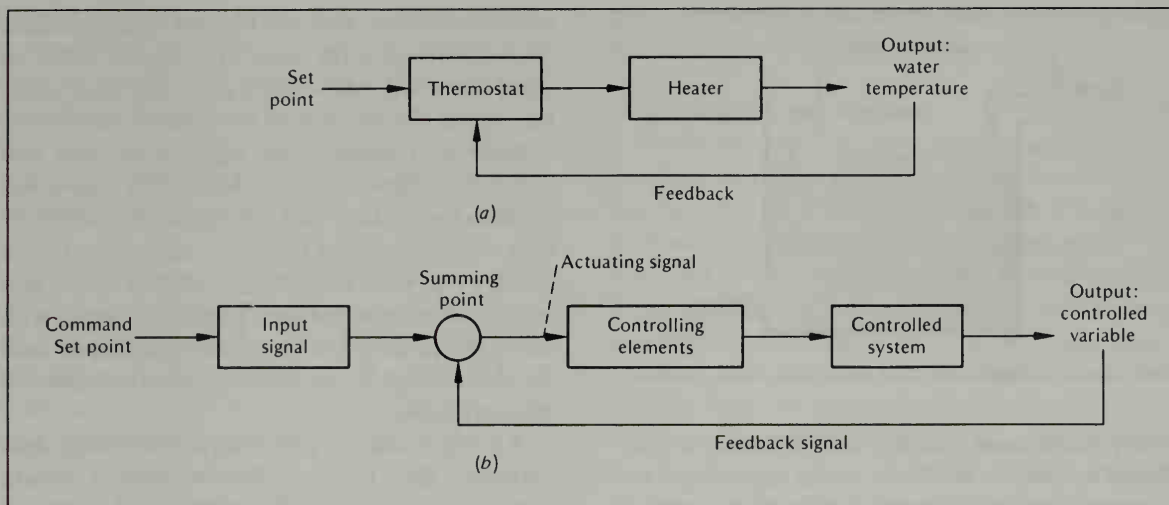 Set
point
Thermostat
Heater
Output:
water
temperature
Feedback
(a)
Command
Set point
Input
signal
Summing
point
Actuating signal
Controlling
elements
Controlled
system
Output:
controlled
variable
Feedback signal
(b)